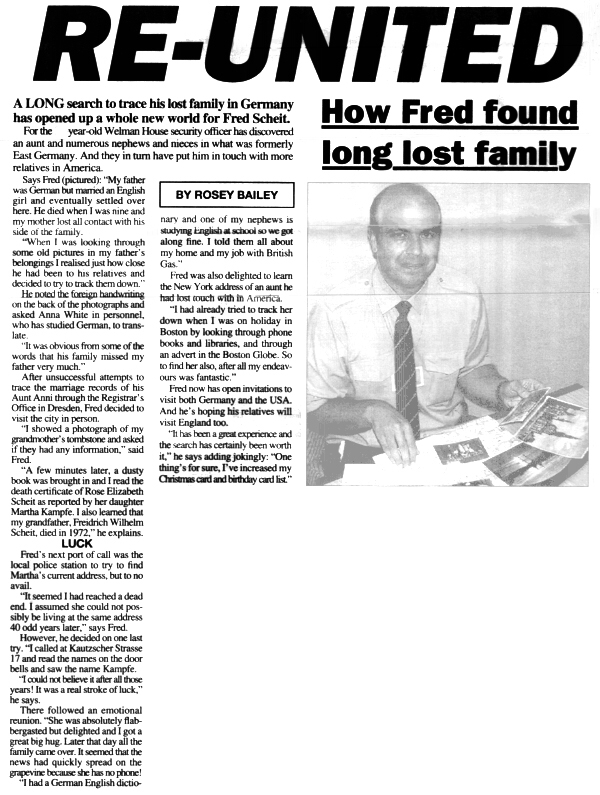 RE-UNITED
How Fred found
long lost family
A LONG search to trace his lost family in Germany
has opened up a whole new world for Fred Scheit.
For the year-old Welman House security officer has discovered
an aunt and numerous nephews and nieces in what was formerly
East Germany. And they in turn have put him in touch with more
relatives in America.
BY ROSEY BAILEY
Says Fred (pictured): “My father
was German but married an English
girl and eventually settled over
here. He died when I was nine and
my mother lost all contact with his
side of the family.
“When I was looking through
some old pictures in my father's
belongings I realised just how close
he had been to his relatives and
decided to try to track them down.”
He noted the foreign handwriting
on the back of the photographs and
asked Anna White in personnel,
who has studied German, to trans-
late.
“It was obvious from some of the
words that his family missed my
father very much.”
After unsuccessful attempts to
trace the marriage records of his
Aunt Anni through the Registrar's
Office in Dresden, Fred decided to
visit the city in person.
“I showed a photograph of my
grandmother's tombstone and asked
if they had any information,” said
Fred.
“A few minutes later, a dusty
book was brought in and I read the
death certificate of Rose Elizabeth
Scheit as reported by her daughter
Martha Kampfe. I also learned that
my grandfather, Freidrich Wilhelm
Scheit, died in 1972,” he explains.
LUCK
Fred's next port of call was the
local police station to try to find
Martha's current address, but to no
avail.
“It seemed I had reached a dead
end. I assumed she could not pos-
sibly be living at the same address
40 odd years later,” says Fred.
However, he decided on one last
try. “I called at Kautzscher Strasse
17 and read the names on the door
bells and saw the name Kampfe.
“I could not believe it after all those
years! It was a real stroke of luck,”
he says.
There followed an emotional
reunion. “She was absolutely flab-
bergasted but delighted and I got a
great big hug. Later that day all the
family came over. It seemed that the
news had quickly spread on the
grapevine because she has no phone!
“I had a German English dictio-
nary and one of my nephews is
studying English at school so we got
along fine. I told them all about
my home and my job with British
Gas.”
Fred was also delighted to learn
the New York address of an aunt he
had lost touch with in America.
“I had already tried to track her
down when I was on holiday in
Boston by looking through phone
books and libraries, and through
an advert in the Boston Globe. So
to find her also, after all my endeav-
ours was fantastic.”
Fred now has open invitations to
visit both Germany and the USA.
And he's hoping his relatives will
visit England too.
“It has been a great experience and
the search has certainly been worth
it,” he says adding jokingly: “One
thing's for sure, I've increased my
Christmas card and birthday card list.”